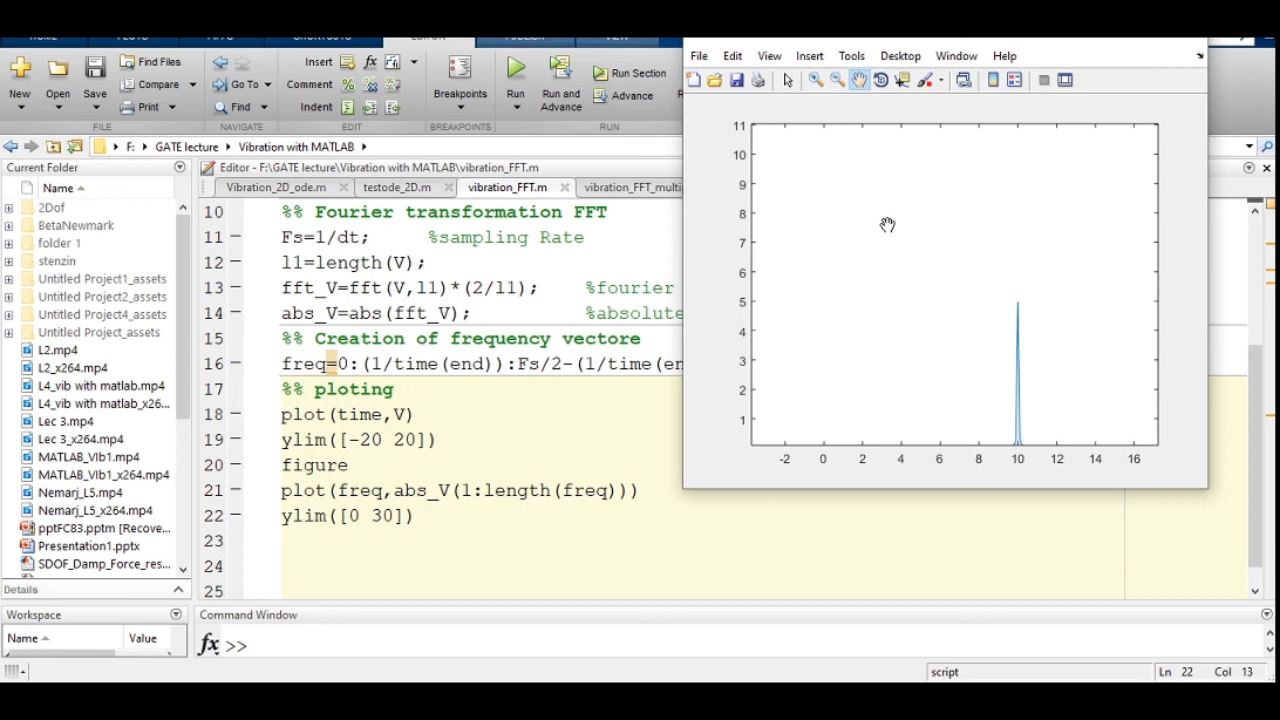 HOME PLOTS APPS SHORTCUTS EDITOR PUBLISH VIEW
New
Open
Save
Find Files
Compare
Print
Go To
Find
Insert fx
Comment
Indent
Breakpoints
Run
Run and
Advance
Run Section
Advance
FILE NAVIGATE EDIT BREAKPOINTS RUN
F: GATE lecture Vibration with MATLAB
Current Folder
Name
2Dof
BetaNewmark
folder 1
stenzin
Untitled Project1_assets
Untitled Project2_assets
Untitled Project4_assets
Untitled Project_assets
L2.mp4
L2_x264.mp4
L4_vib with matlab.mp4
L4_vib with matlab_x26...
Lec 3.mp4
Lec 3_x264.mp4
MATLAB_VIb1.mp4
MATLAB_VIb1_x264.mp4
Nemarj_L5.mp4
Nemarj_L5_x264.mp4
pptFC83.pptm [Recove...
Presentation1.pptx
SDOF_Damp_Force_res...
Details
Workspace
Name Value
Editor - F:\GATE lecture\Vibration with MATLAB\vibration_FFT.m
Vibration_2D_ode.m testode_2D.m vibration_FFT.m vibration_FFT_multip
10 %% Fourier transformation FFT
11 – Fs=1/dt; %sampling Rate
12 – l1=length(V);
13 – fft_V=fft(V,l1)*(2/l1); %fourier
14 – abs_V=abs(fft_V); %absolute
15 %% Creation of frequency vectore
16 – freq=0:(1/time(end)):Fs/2-(1/time(en
17 %% ploting
18 – plot(time,V)
19 – ylim([-20 20])
20 – figure
21 – plot(freq,abs_V(1:length(freq)))
22 – ylim([0 30])
23
24
25
Command Window
fx >>
script Ln 22 Col 13
File Edit View Insert Tools Desktop Window Help
11
10
9
8
7
6
5
4
3
2
1
-2 0 2 4 6 8 10 12 14 16